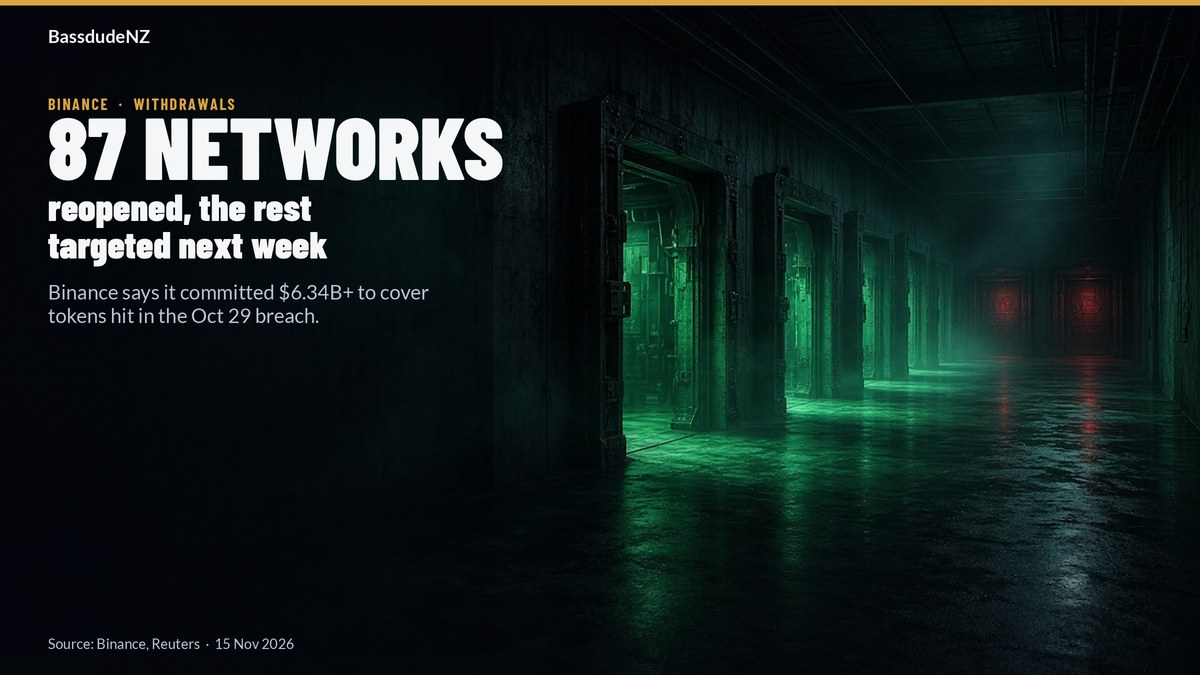 BassdudeNZ
BINANCE · WITHDRAWALS
87 NETWORKS
reopened, the rest
targeted next week
Binance says it committed $6.34B+ to cover
tokens hit in the Oct 29 breach.
Source: Binance, Reuters · 15 Nov 2026